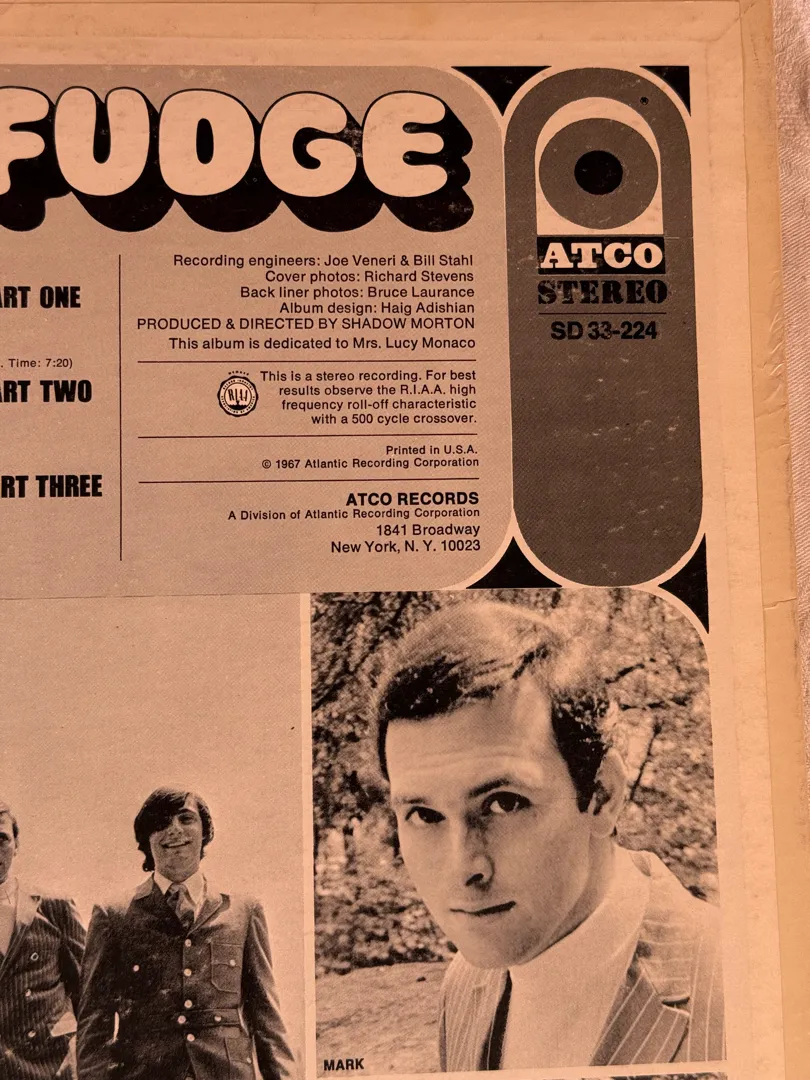 FUDGE
ART ONE
. Time: 7:20)
ART TWO
RT THREE
Recording engineers: Joe Veneri & Bill Stahl
Cover photos: Richard Stevens
Back liner photos: Bruce Laurance
Album design: Haig Adishian
PRODUCED & DIRECTED BY SHADOW MORTON
This album is dedicated to Mrs. Lucy Monaco
This is a stereo recording. For best
results observe the R.I.A.A. high
frequency roll-off characteristic
with a 500 cycle crossover.
Printed in U.S.A.
© 1967 Atlantic Recording Corporation
ATCO RECORDS
A Division of Atlantic Recording Corporation
1841 Broadway
New York, N. Y. 10023
®
ATCO
STEREO
SD 33-224
MARK